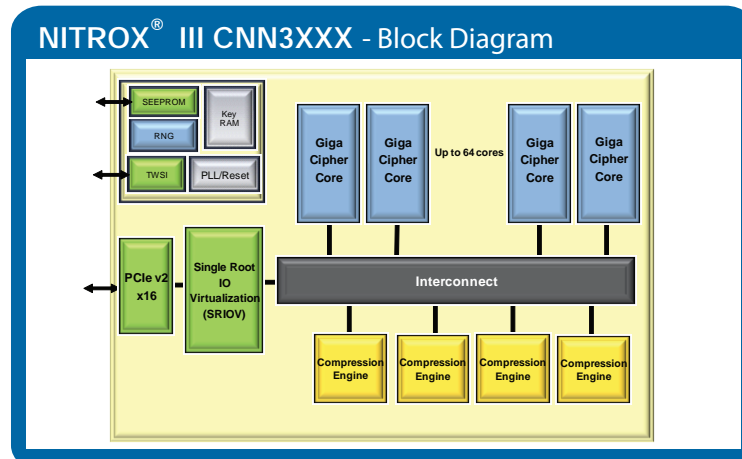 NITROX® III CNN3XXX - Block Diagram
SEEPROM
Key
RAM
RNG
TWSI
PLL/Reset
Giga
Cipher
Core
Giga
Cipher
Core
Up to 64 cores
Giga
Cipher
Core
Giga
Cipher
Core
PCIe v2
x16
Single Root
IO
Virtualization
(SRIOV)
Interconnect
Compression
Engine
Compression
Engine
Compression
Engine
Compression
Engine